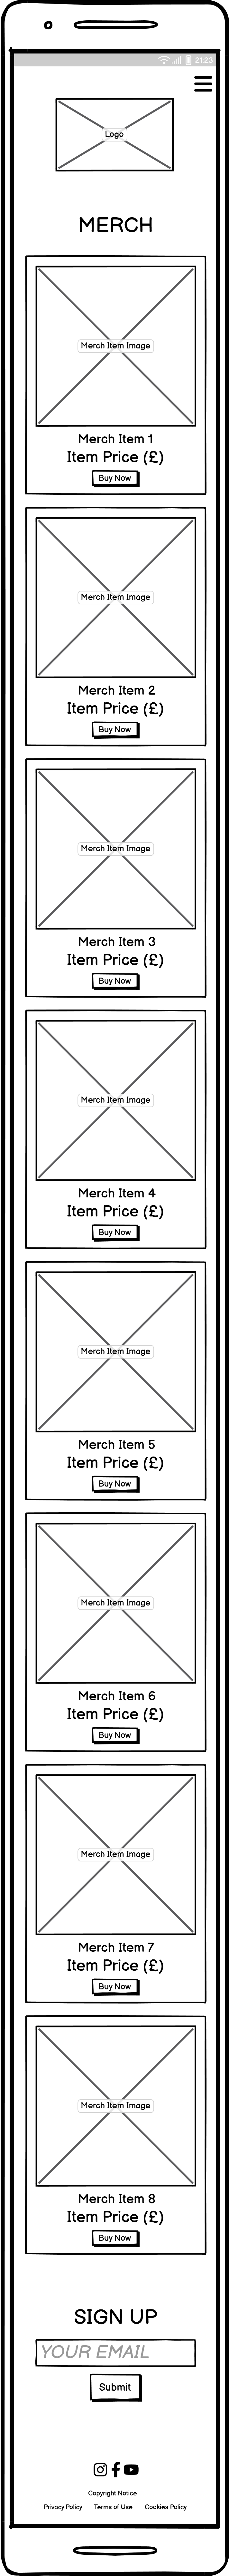 21:23
Logo
MERCH
Merch Item Image
Merch Item 1
Item Price (£)
Buy Now
Merch Item Image
Merch Item 2
Item Price (£)
Buy Now
Merch Item Image
Merch Item 3
Item Price (£)
Buy Now
Merch Item Image
Merch Item 4
Item Price (£)
Buy Now
Merch Item Image
Merch Item 5
Item Price (£)
Buy Now
Merch Item Image
Merch Item 6
Item Price (£)
Buy Now
Merch Item Image
Merch Item 7
Item Price (£)
Buy Now
Merch Item Image
Merch Item 8
Item Price (£)
Buy Now
SIGN UP
YOUR EMAIL
Submit
Copyright Notice
Privacy Policy Terms of Use Cookies Policy